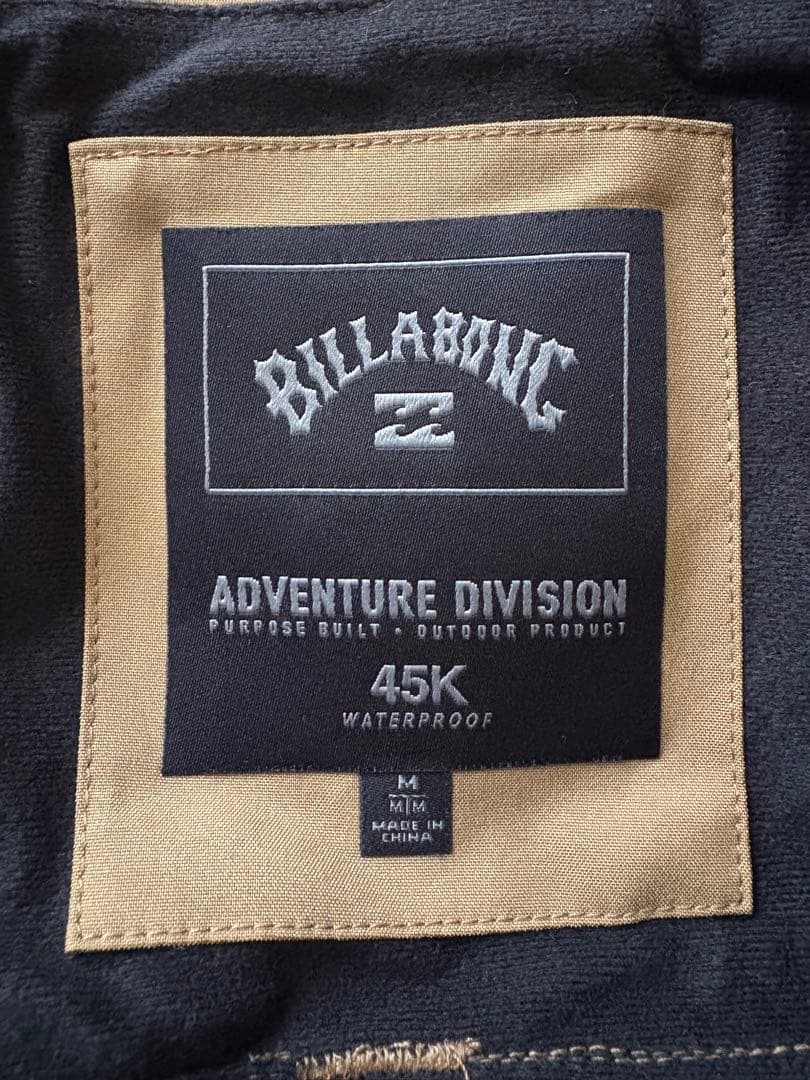 BILLABONG
ADVENTURE DIVISION
PURPOSE BUILT • OUTDOOR PRODUCT
45K
WATERPROOF
M
M|M
MADE IN
CHINA